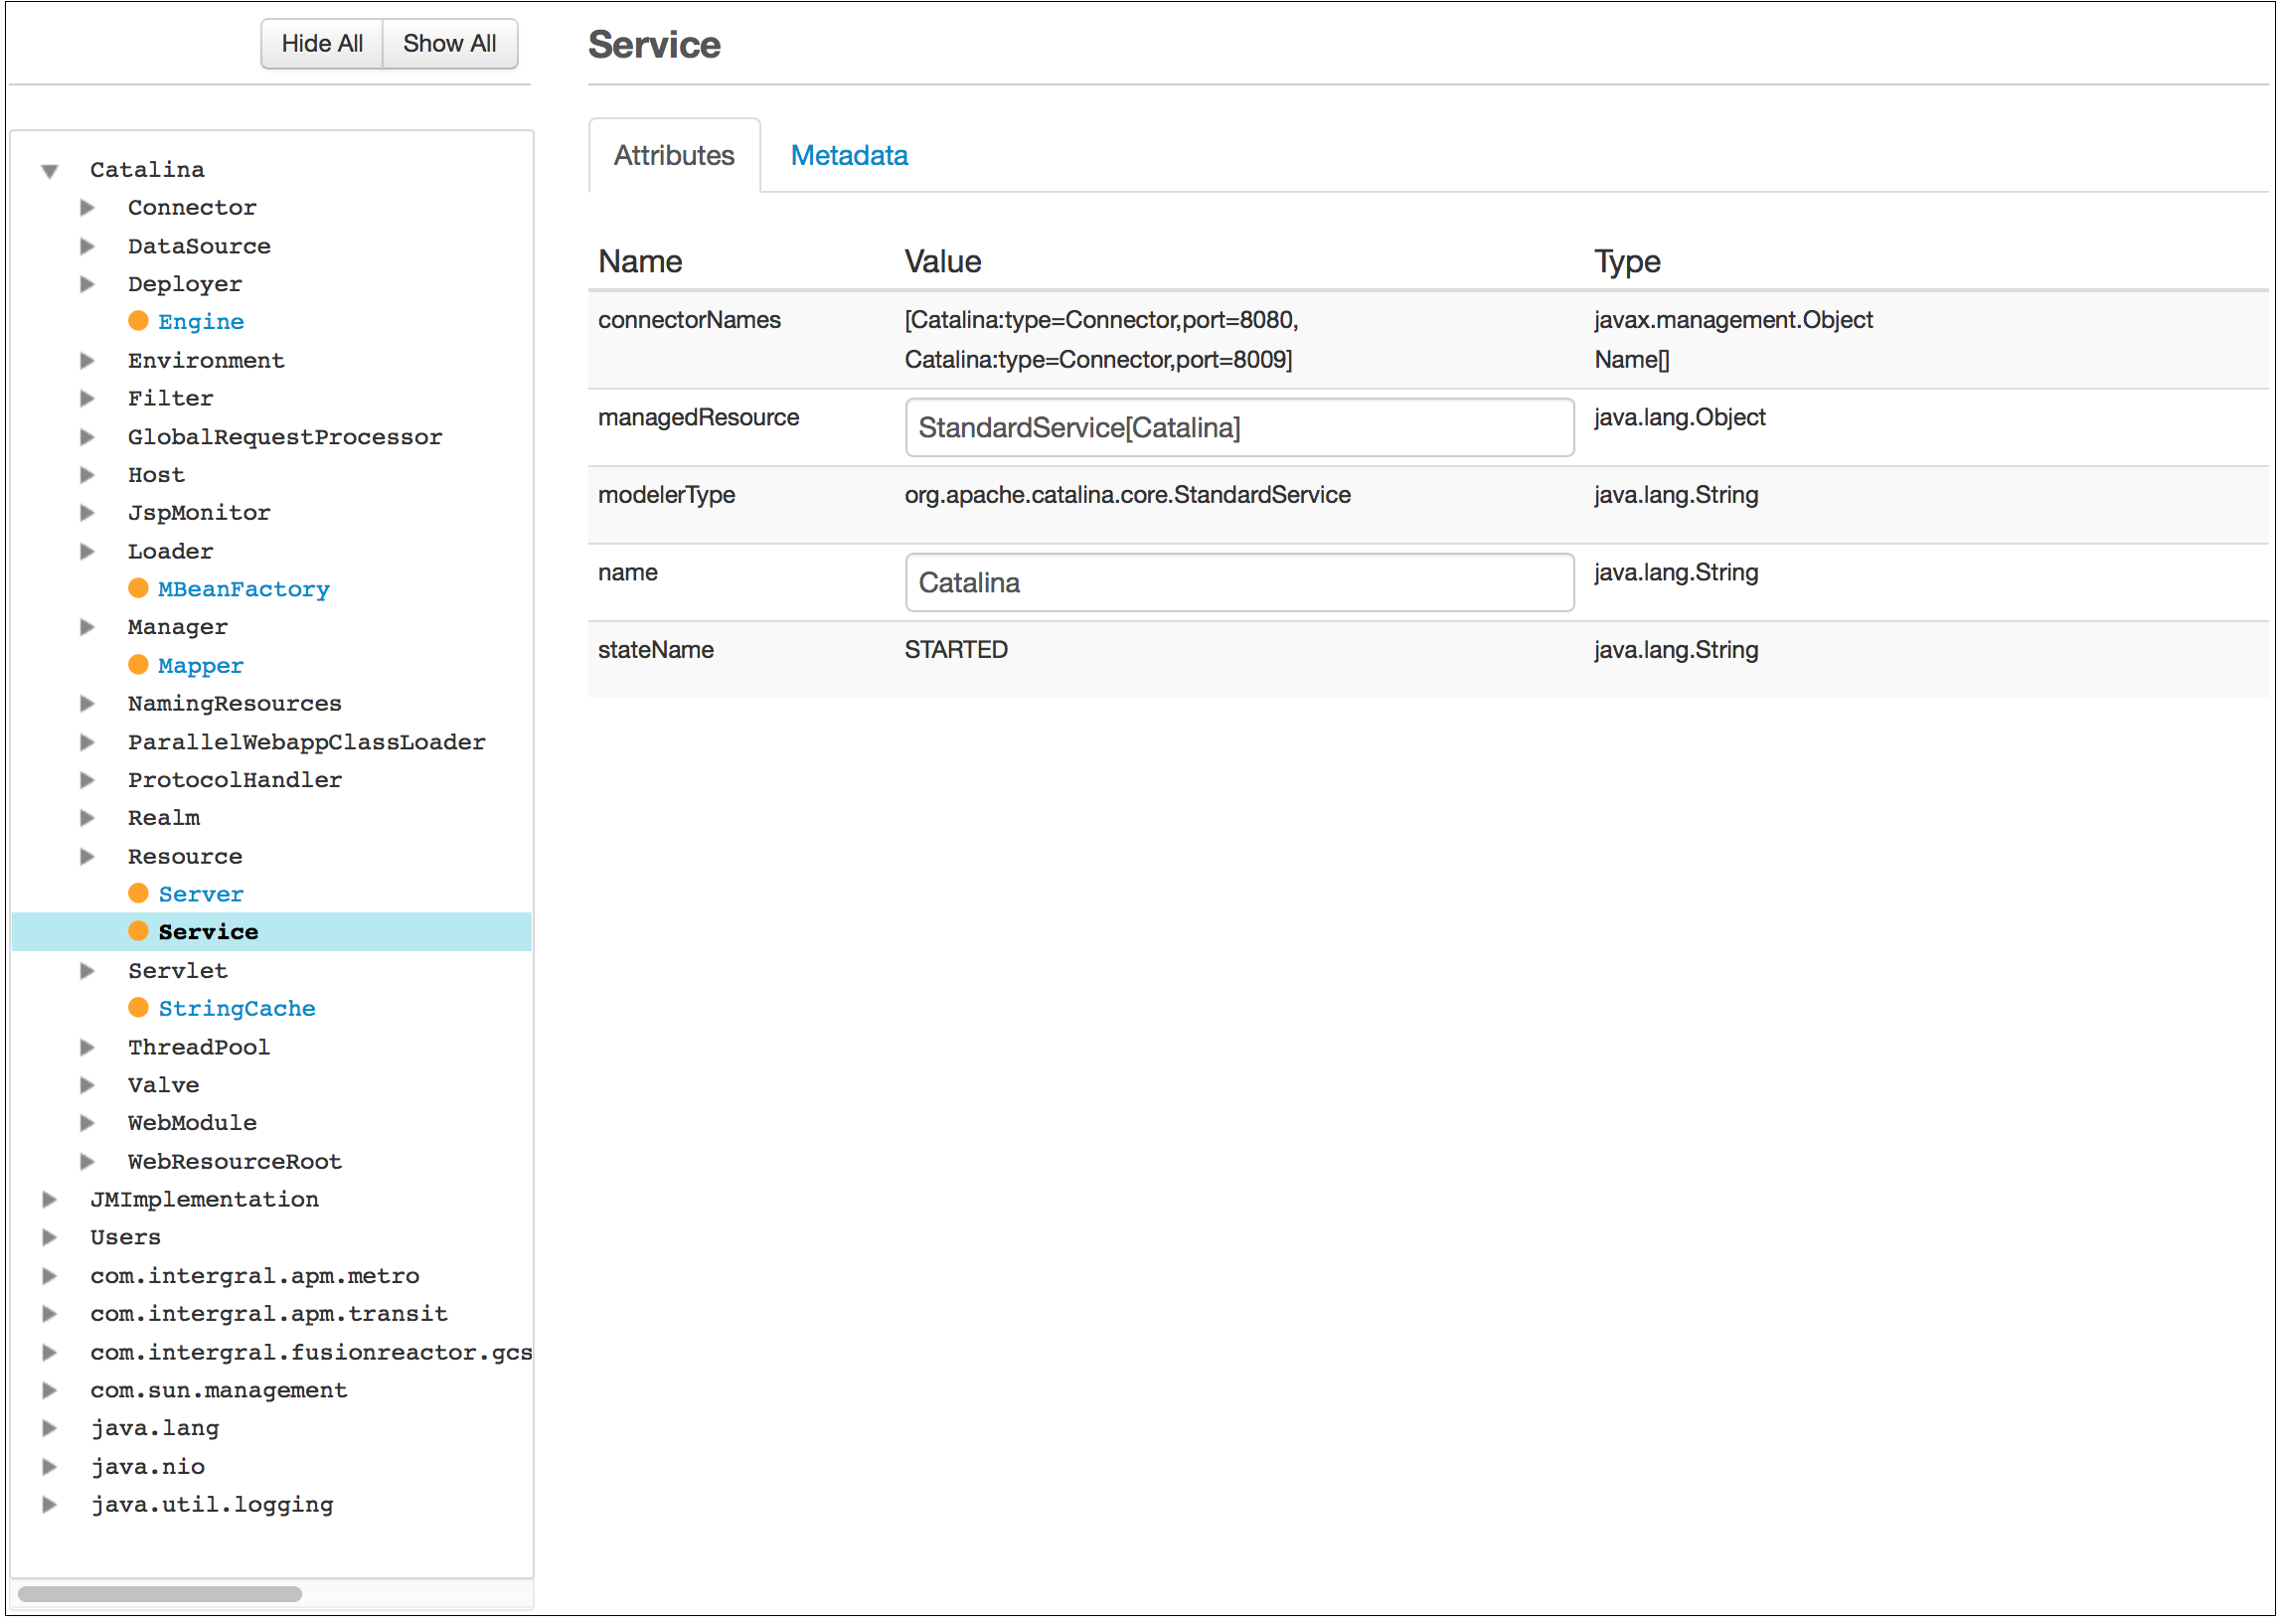 Hide All Show All
Catalina
Connector
DataSource
Deployer
Engine
Environment
Filter
GlobalRequestProcessor
Host
JspMonitor
Loader
MBeanFactory
Manager
Mapper
NamingResources
ParallelWebappClassLoader
ProtocolHandler
Realm
Resource
Server
Service
Servlet
StringCache
ThreadPool
Valve
WebModule
WebResourceRoot
JMImplementation
Users
com.intergral.apm.metro
com.intergral.apm.transit
com.intergral.fusionreactor.gcs
com.sun.management
java.lang
java.nio
java.util.logging
Service
Attributes Metadata
Name Value Type
connectorNames [Catalina:type=Connector,port=8080, javax.management.Object
Catalina:type=Connector,port=8009] Name[]
managedResource StandardService[Catalina] java.lang.Object
modelerType org.apache.catalina.core.StandardService java.lang.String
name Catalina java.lang.String
stateName STARTED java.lang.String